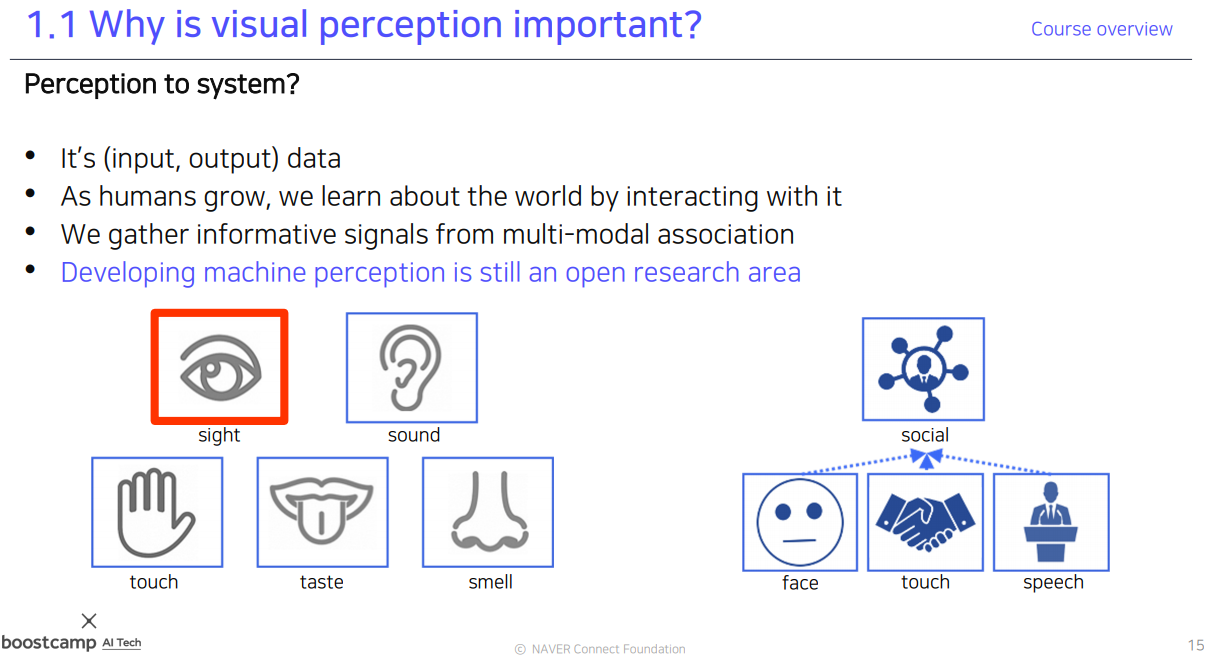 1.1 Why is visual perception important?
Course overview
Perception to system?
• It's (input, output) data
• As humans grow, we learn about the world by interacting with it
• We gather informative signals from multi-modal association
• Developing machine perception is still an open research area
sight
sound
social
touch
taste
smell
face
touch
speech
boostcamp AI Tech
© NAVER Connect Foundation
15